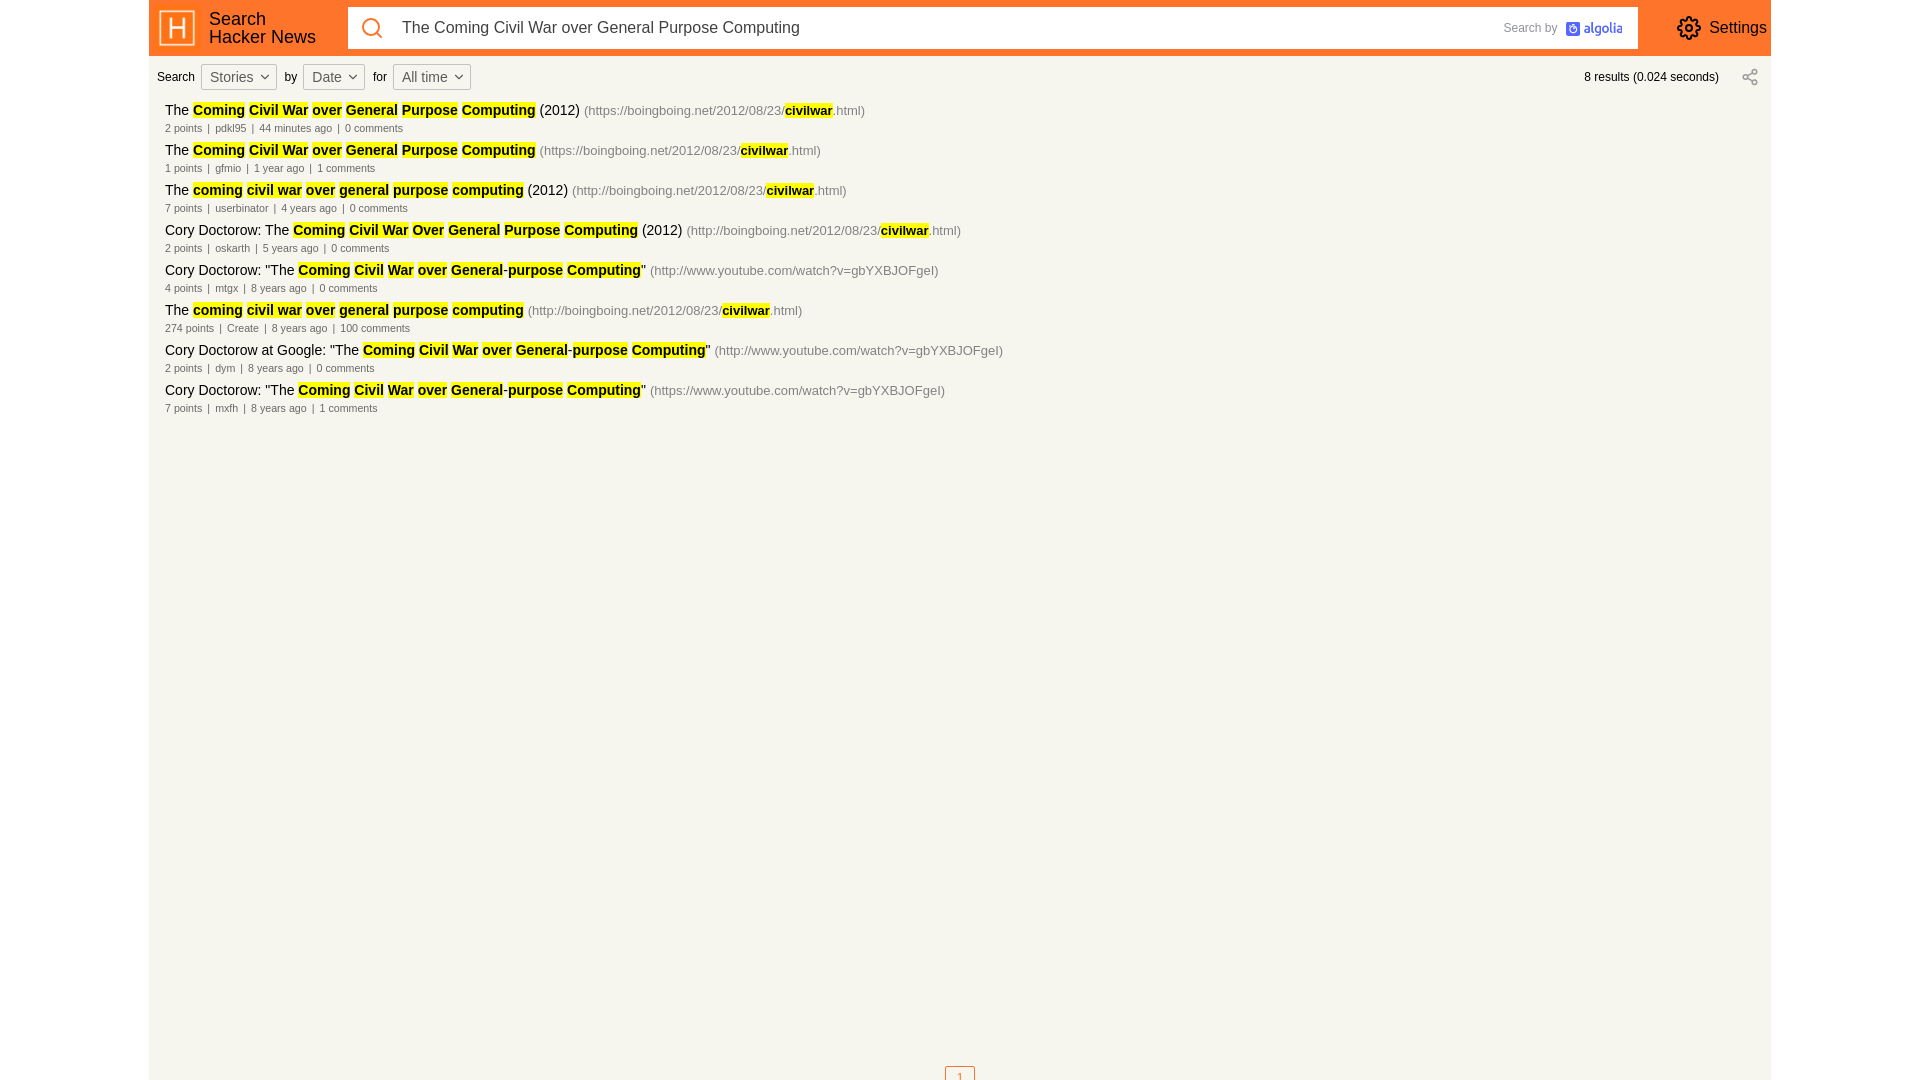 H
Search
Hacker News
The Coming Civil War over General Purpose Computing
Search by algolia
Settings
Search Stories by Date for All time
8 results (0.024 seconds)
The Coming Civil War over General Purpose Computing (2012) (https://boingboing.net/2012/08/23/civilwar.html)
2 points | pdkl95 | 44 minutes ago | 0 comments
The Coming Civil War over General Purpose Computing (https://boingboing.net/2012/08/23/civilwar.html)
1 points | gfmio | 1 year ago | 1 comments
The coming civil war over general purpose computing (2012) (http://boingboing.net/2012/08/23/civilwar.html)
7 points | userbinator | 4 years ago | 0 comments
Cory Doctorow: The Coming Civil War Over General Purpose Computing (2012) (http://boingboing.net/2012/08/23/civilwar.html)
2 points | oskarth | 5 years ago | 0 comments
Cory Doctorow: "The Coming Civil War over General-purpose Computing" (http://www.youtube.com/watch?v=gbYXBJOFgeI)
4 points | mtgx | 8 years ago | 0 comments
The coming civil war over general purpose computing (http://boingboing.net/2012/08/23/civilwar.html)
274 points | Create | 8 years ago | 100 comments
Cory Doctorow at Google: "The Coming Civil War over General-purpose Computing" (http://www.youtube.com/watch?v=gbYXBJOFgeI)
2 points | dym | 8 years ago | 0 comments
Cory Doctorow: "The Coming Civil War over General-purpose Computing" (https://www.youtube.com/watch?v=gbYXBJOFgeI)
7 points | mxfh | 8 years ago | 1 comments
1